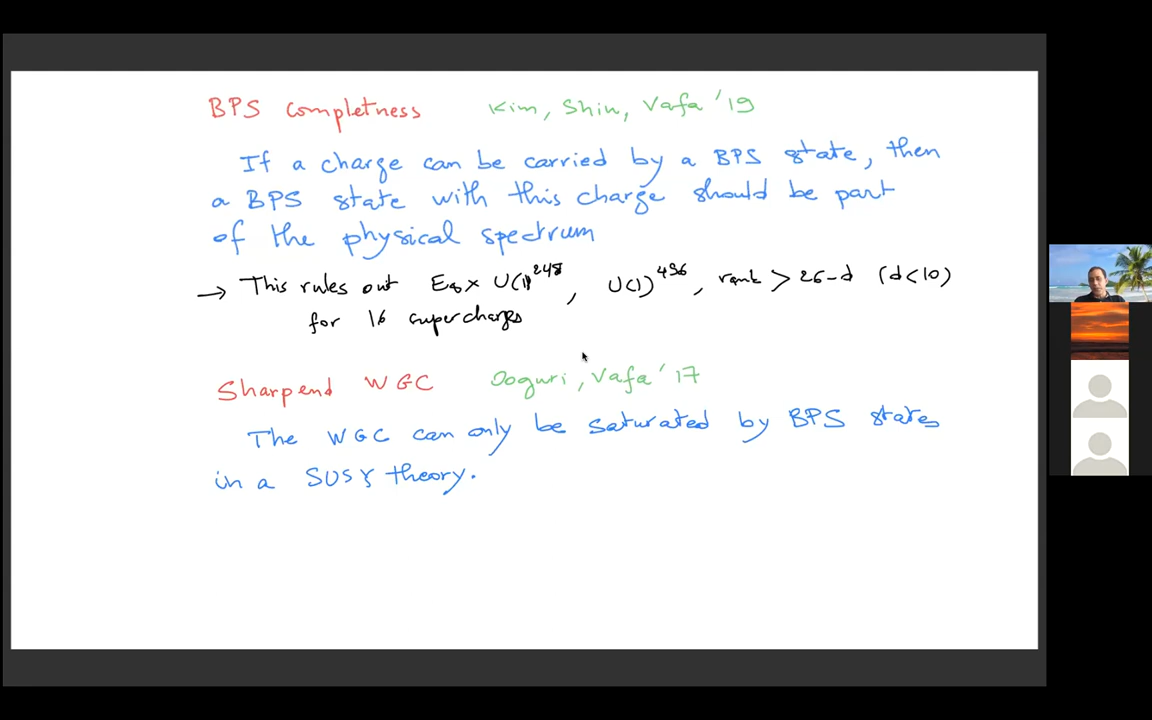 BPS completness Kim, Shin, Vafa '19
If a charge can be carried by a BPS state, then
a BPS state with this charge should be part
of the physical spectrum
→ This rules out E₈ x U(1)²⁴⁸, U(1)⁴⁹⁶, rank > 26-d (d<10)
for 16 supercharges
Sharpend WGC Ooguri, Vafa '17
The WGC can only be saturated by BPS states
in a SUSY theory.